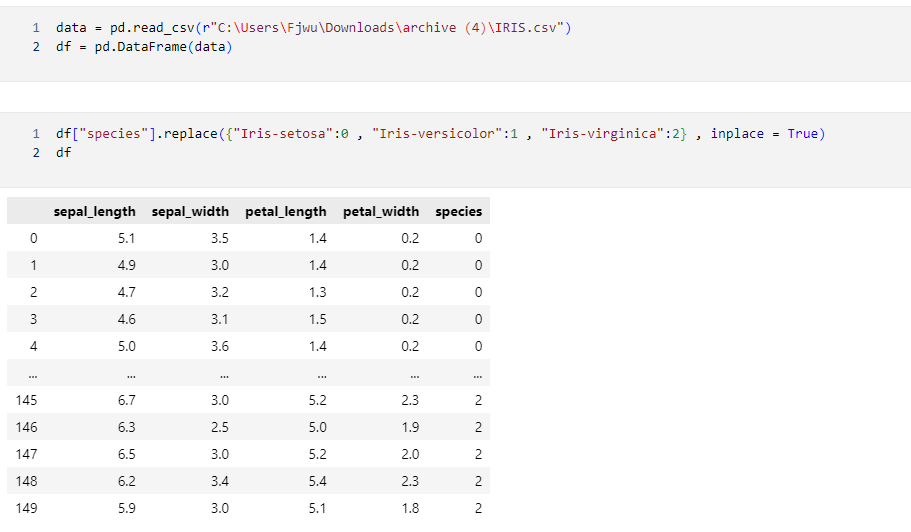 1 data = pd.read_csv(r"C:\Users\Fjwu\Downloads\archive (4)\IRIS.csv")
2 df = pd.DataFrame(data)
1 df["species"].replace({"Iris-setosa":0 , "Iris-versicolor":1 , "Iris-virginica":2} , inplace = True)
2 df
sepal_length sepal_width petal_length petal_width species
0 5.1 3.5 1.4 0.2 0
1 4.9 3.0 1.4 0.2 0
2 4.7 3.2 1.3 0.2 0
3 4.6 3.1 1.5 0.2 0
4 5.0 3.6 1.4 0.2 0
... ... ... ... ... ...
145 6.7 3.0 5.2 2.3 2
146 6.3 2.5 5.0 1.9 2
147 6.5 3.0 5.2 2.0 2
148 6.2 3.4 5.4 2.3 2
149 5.9 3.0 5.1 1.8 2